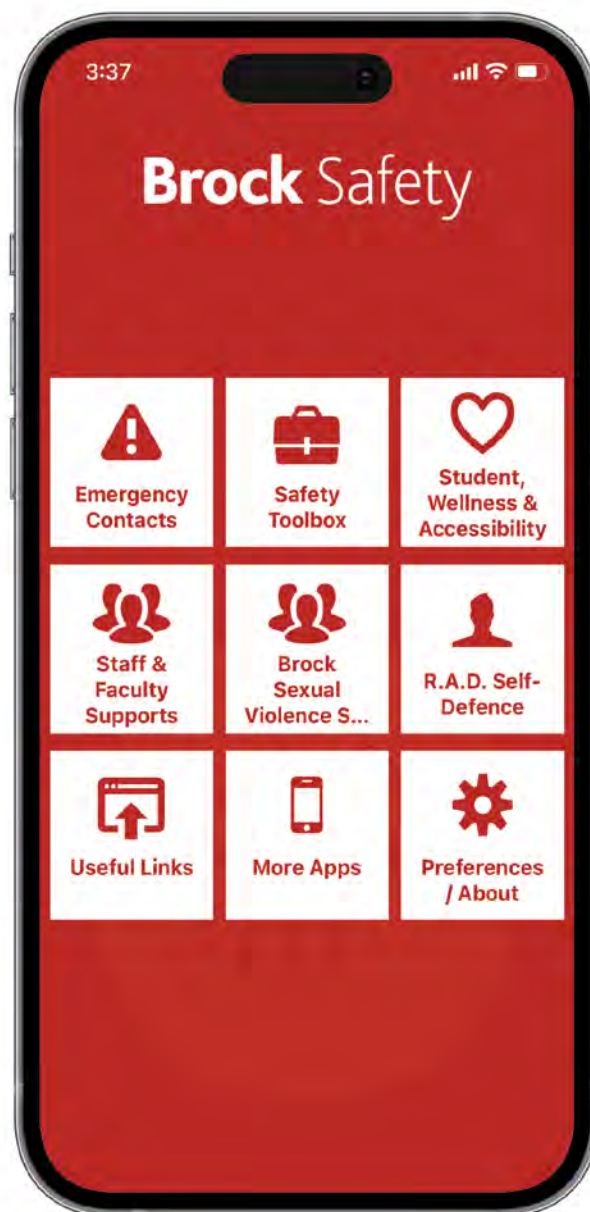 3:37
Brock Safety
Emergency
Contacts
Safety
Toolbox
Student,
Wellness &
Accessibility
Staff &
Faculty
Supports
Brock
Sexual
Violence S...
R.A.D. Self-
Defence
Useful Links
More Apps
Preferences
/ About